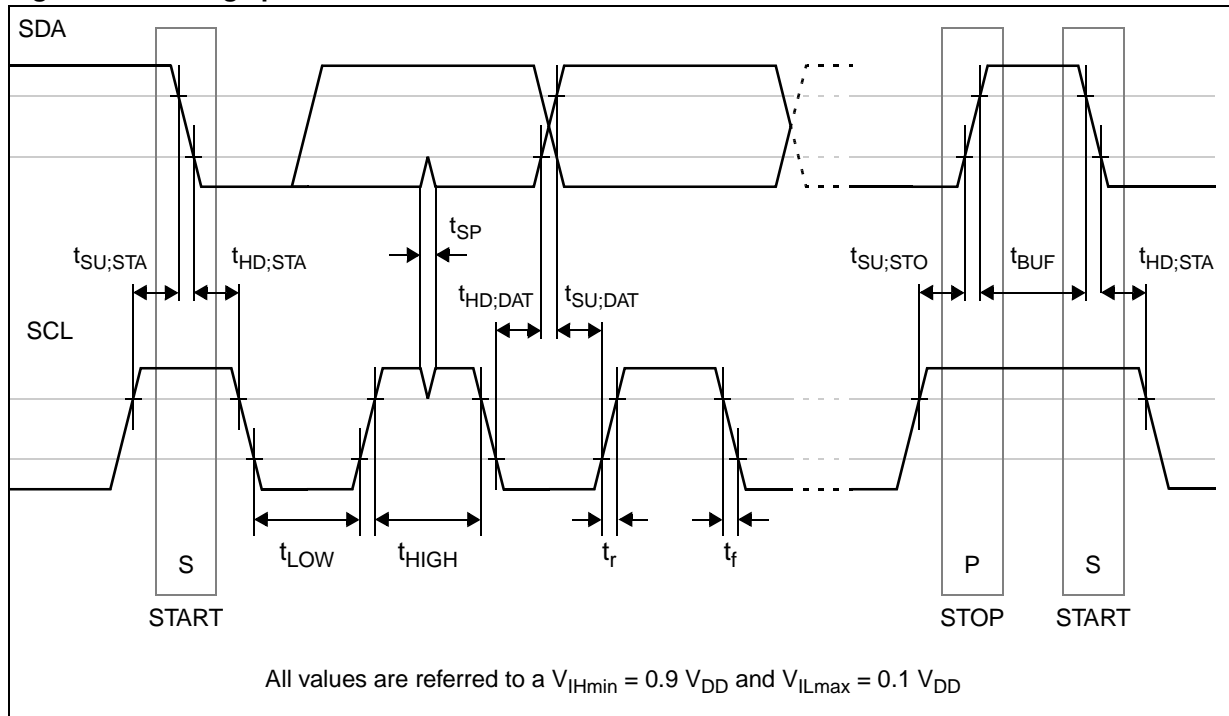 SDA
tSP
tSU;STA
tHD;STA
tSU;STO
tBUF
tHD;STA
tHD;DAT
tSU;DAT
SCL
tLOW
tHIGH
tr
tf
S
P
S
START
STOP
START
All values are referred to a VIHmin = 0.9 VDD and VILmax = 0.1 VDD